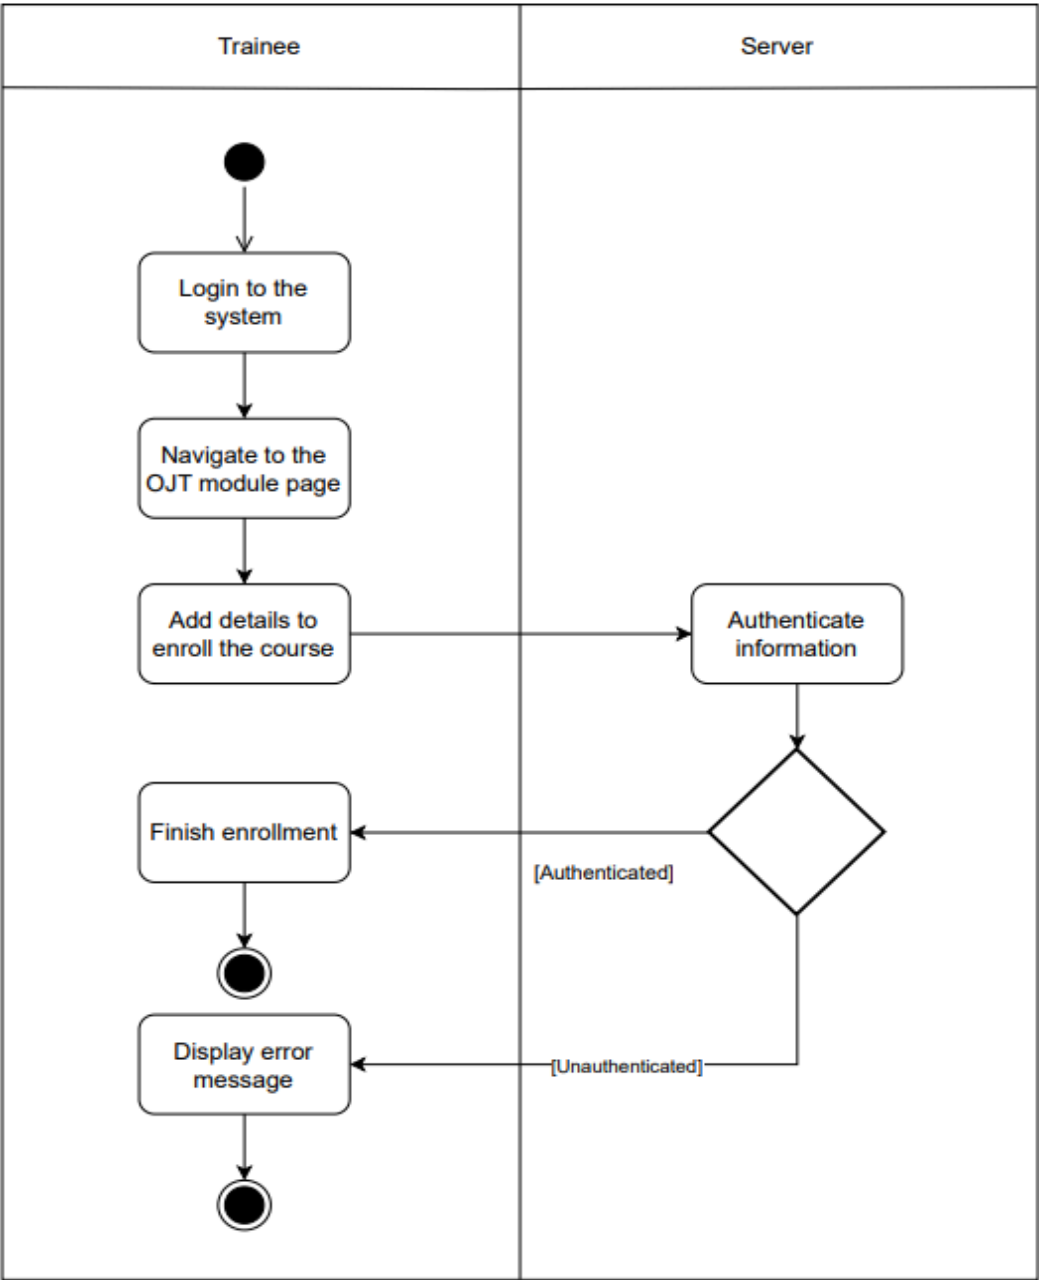 Trainee
Server
Login to the
system
Navigate to the
OJT module page
Add details to
enroll the course
Authenticate
information
Finish enrollment
[Authenticated]
Display error
message
[Unauthenticated]